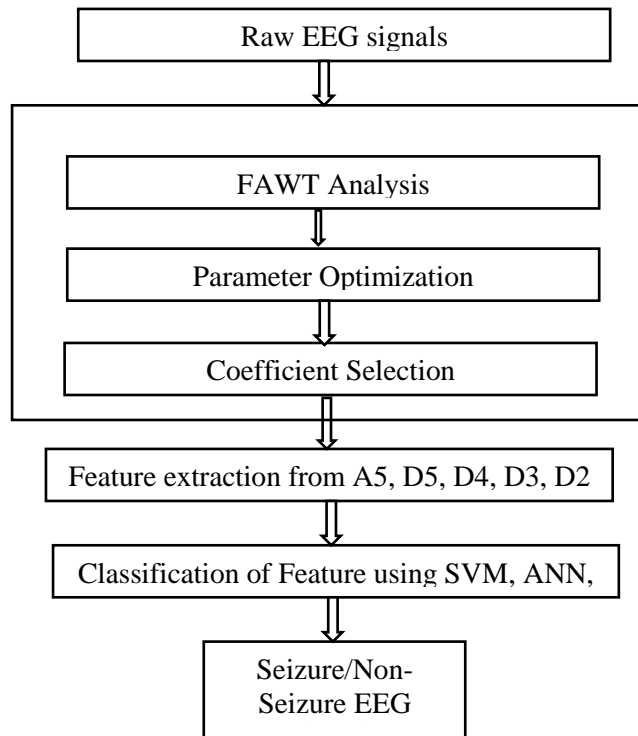 Raw EEG signals
FAWT Analysis
Parameter Optimization
Coefficient Selection
Feature extraction from A5, D5, D4, D3, D2
Classification of Feature using SVM, ANN,
Seizure/Non-
Seizure EEG